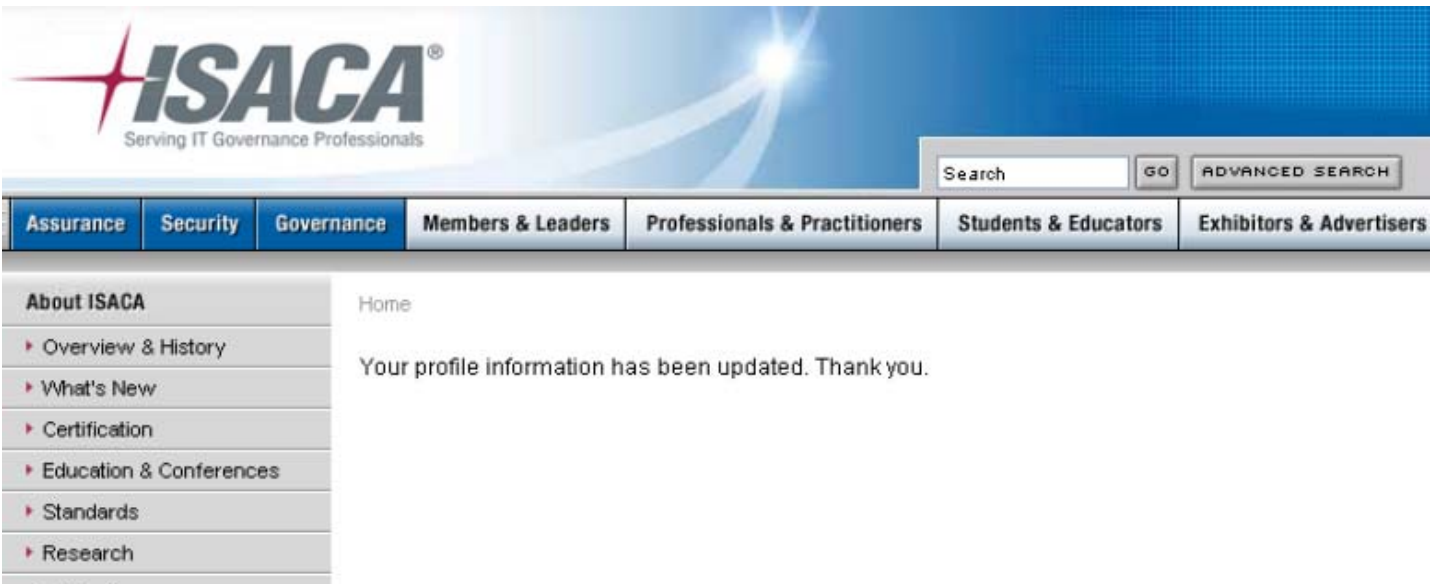 ISACA®
Serving IT Governance Professionals
Search GO ADVANCED SEARCH
Assurance Security Governance Members & Leaders Professionals & Practitioners Students & Educators Exhibitors & Advertisers
About ISACA
Home
Overview & History
Your profile information has been updated. Thank you.
What's New
Certification
Education & Conferences
Standards
Research